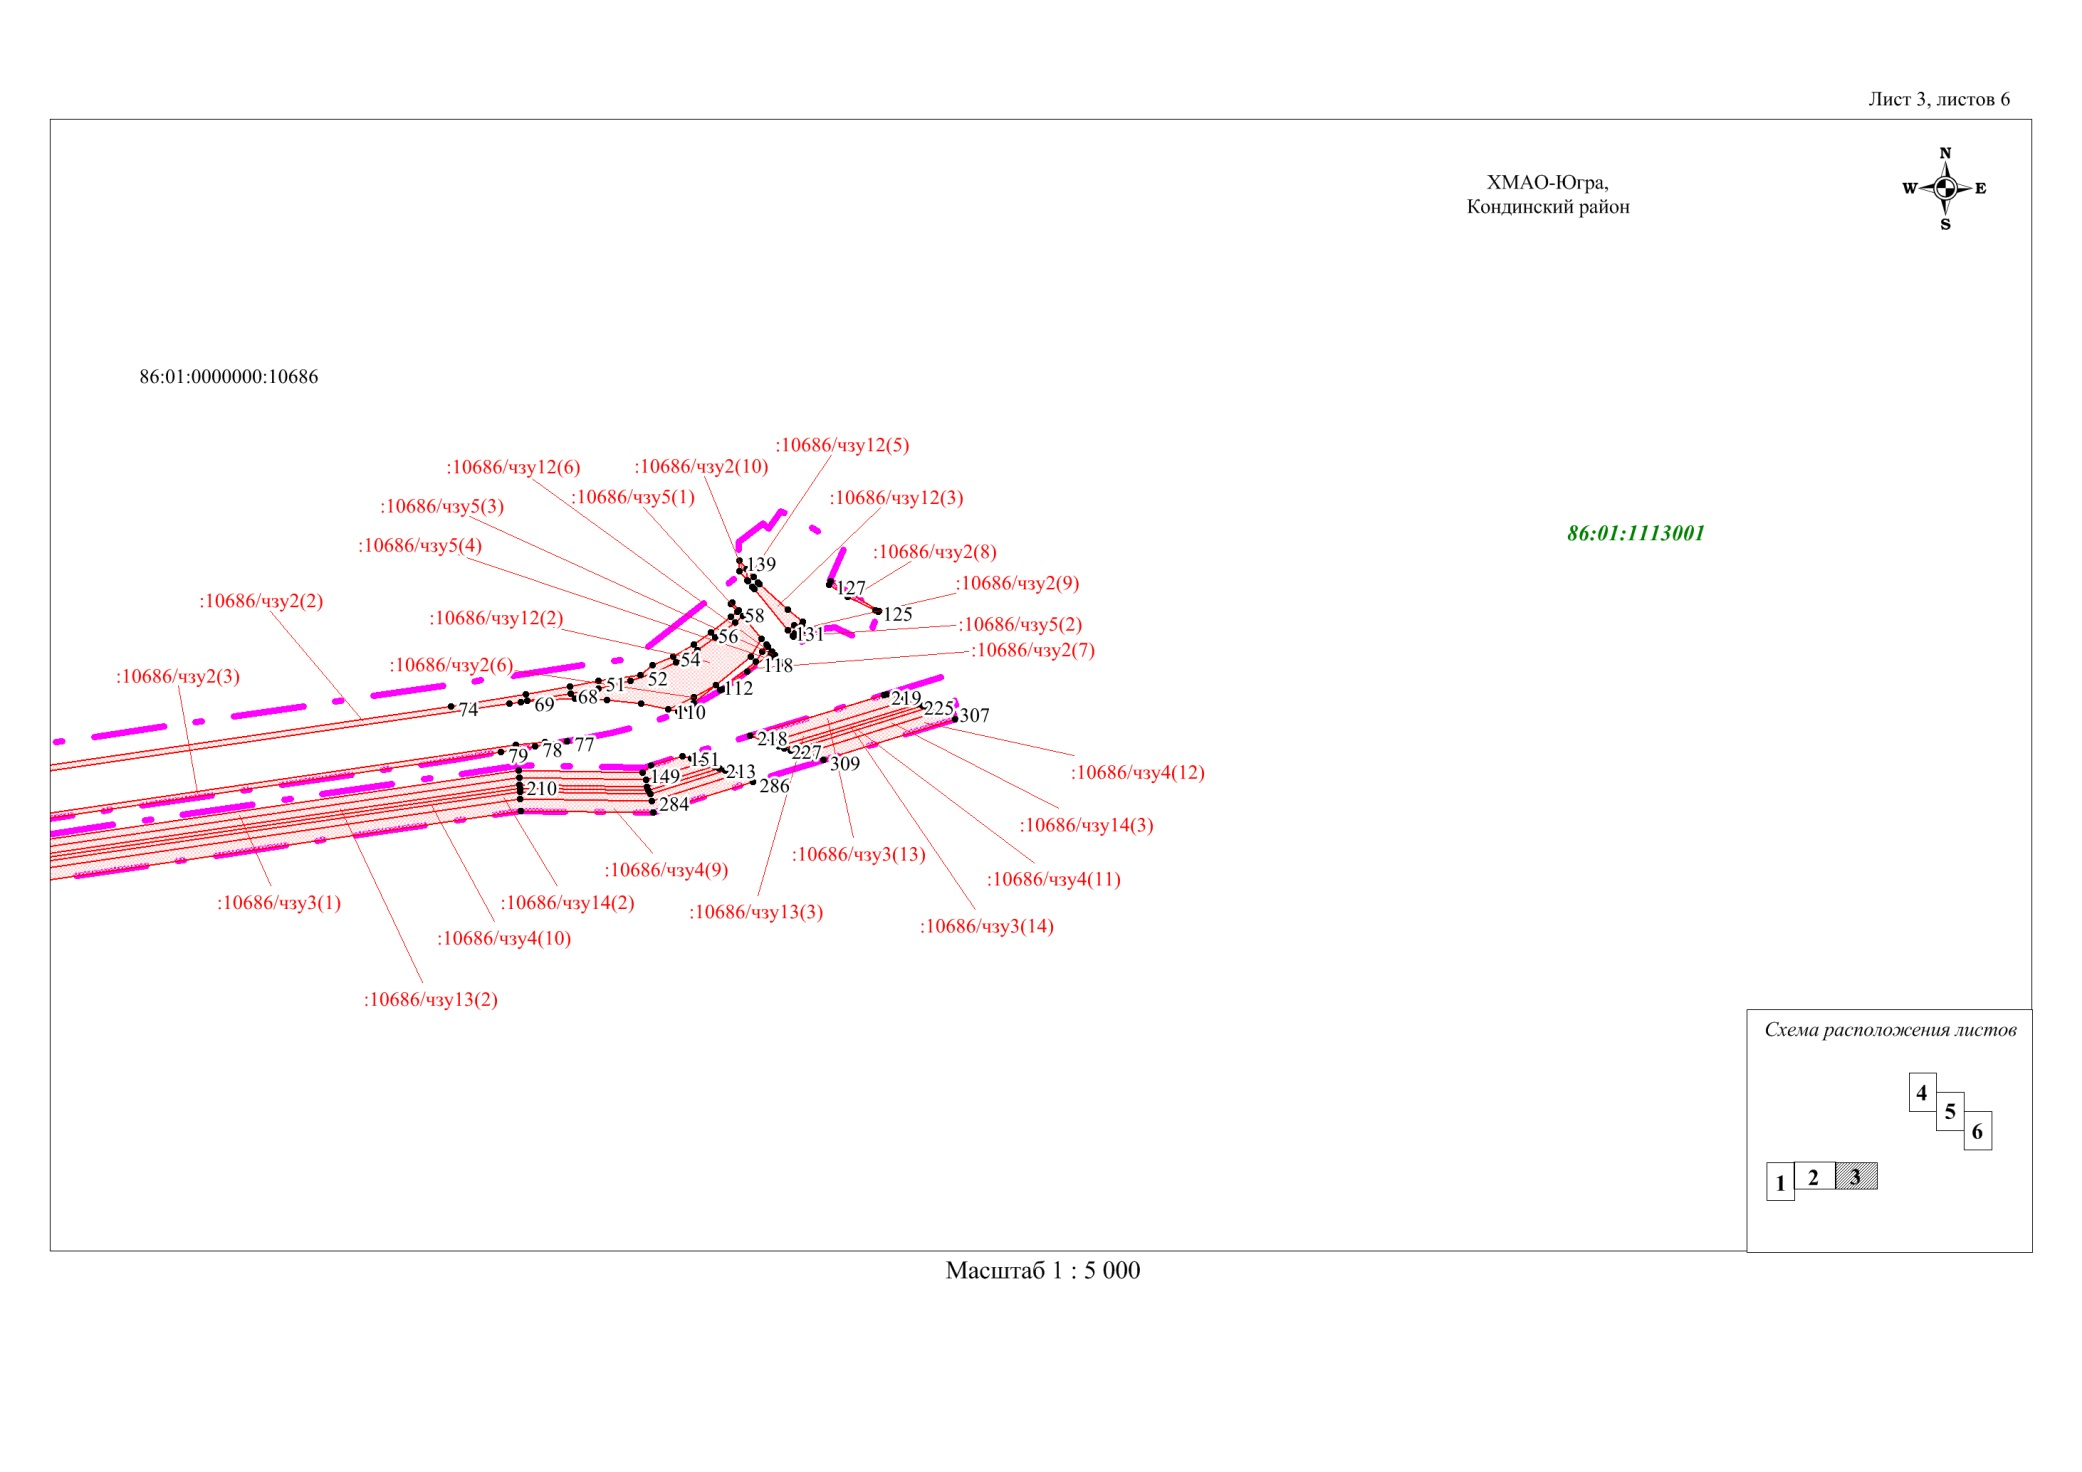 Лист 3, листов 6
N
ХМАО-Югра,
W E
Кондинский район
S
86:01:0000000:10686
:10686/чзу12(5)
:10686/чзу12(6)
:10686/чзу2(10)
:10686/чзу5(1)
:10686/чзу12(3)
:10686/чзу5(3)
86:01:1113001
:10686/чзу5(4)
:10686/чзу2(8)
139
:10686/чзу2(9)
127
:10686/чзу2(2)
125
58
:10686/чзу12(2)
:10686/чзу5(2)
131
56
:10686/чзу2(7)
54
:10686/чзу2(6)
118
:10686/чзу2(3)
52
51
112
68
219
69
74
225
110
307
218
77
78
227
79
151
309
213
:10686/чзу4(12)
149
286
210
284
:10686/чзу14(3)
:10686/чзу3(13)
:10686/чзу4(9)
:10686/чзу4(11)
:10686/чзу3(1)
:10686/чзу14(2)
:10686/чзу13(3)
:10686/чзу3(14)
:10686/чзу4(10)
:10686/чзу13(2)
Схема расположения листов
4
5
6
1 2 3
Масштаб 1 : 5 000